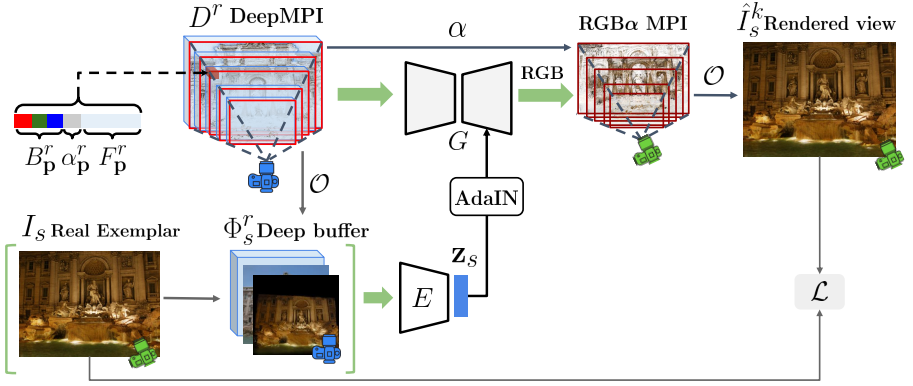 D^r DeepMPI
α
RGBα MPI
Î_s^k Rendered view
RGB
𝒪
B_p^r α_p^r F_p^r
G
𝒪
AdaIN
I_s Real Exemplar
Φ_s^r Deep buffer
z_s
E
ℒ